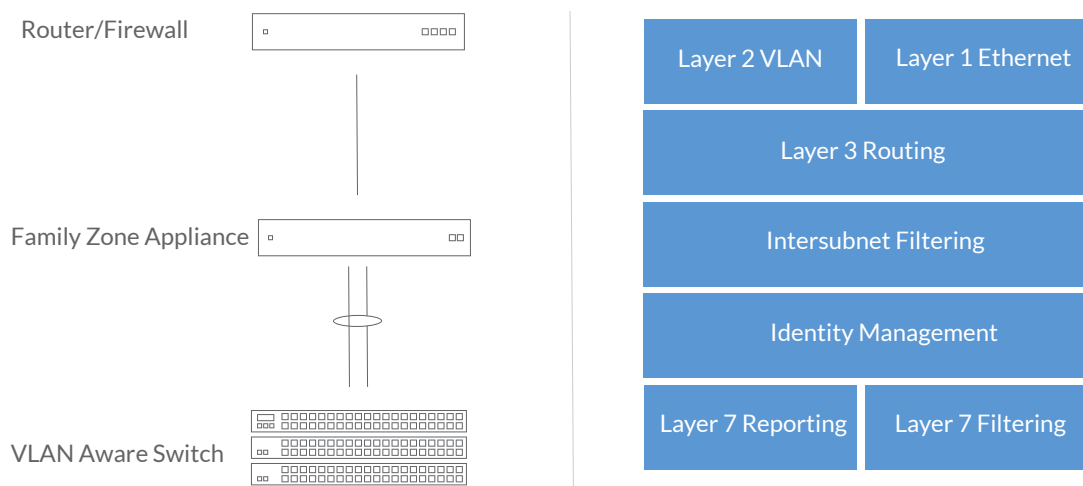 Router/Firewall
Family Zone Appliance
VLAN Aware Switch
Layer 2 VLAN
Layer 1 Ethernet
Layer 3 Routing
Intersubnet Filtering
Identity Management
Layer 7 Reporting
Layer 7 Filtering